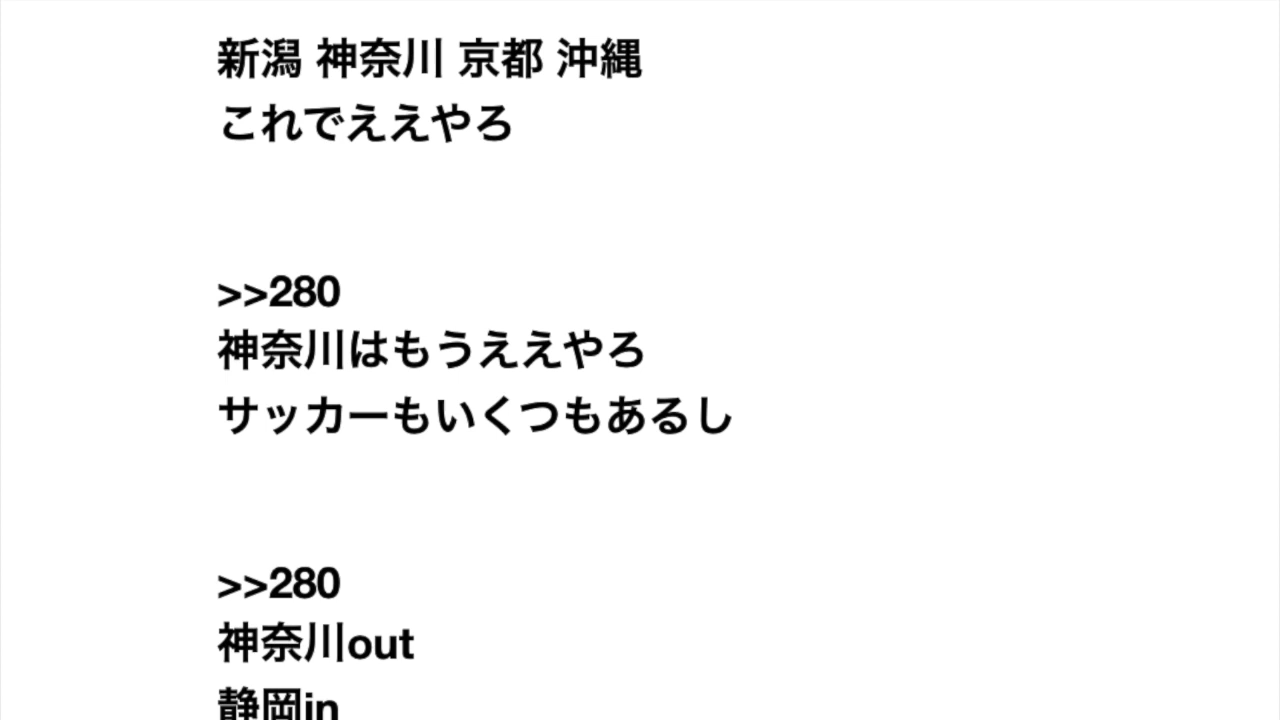 新潟 神奈川 京都 沖縄
これでええやろ
>>280
神奈川はもうええやろ
サッカーもいくつもあるし
>>280
神奈川out
静岡in